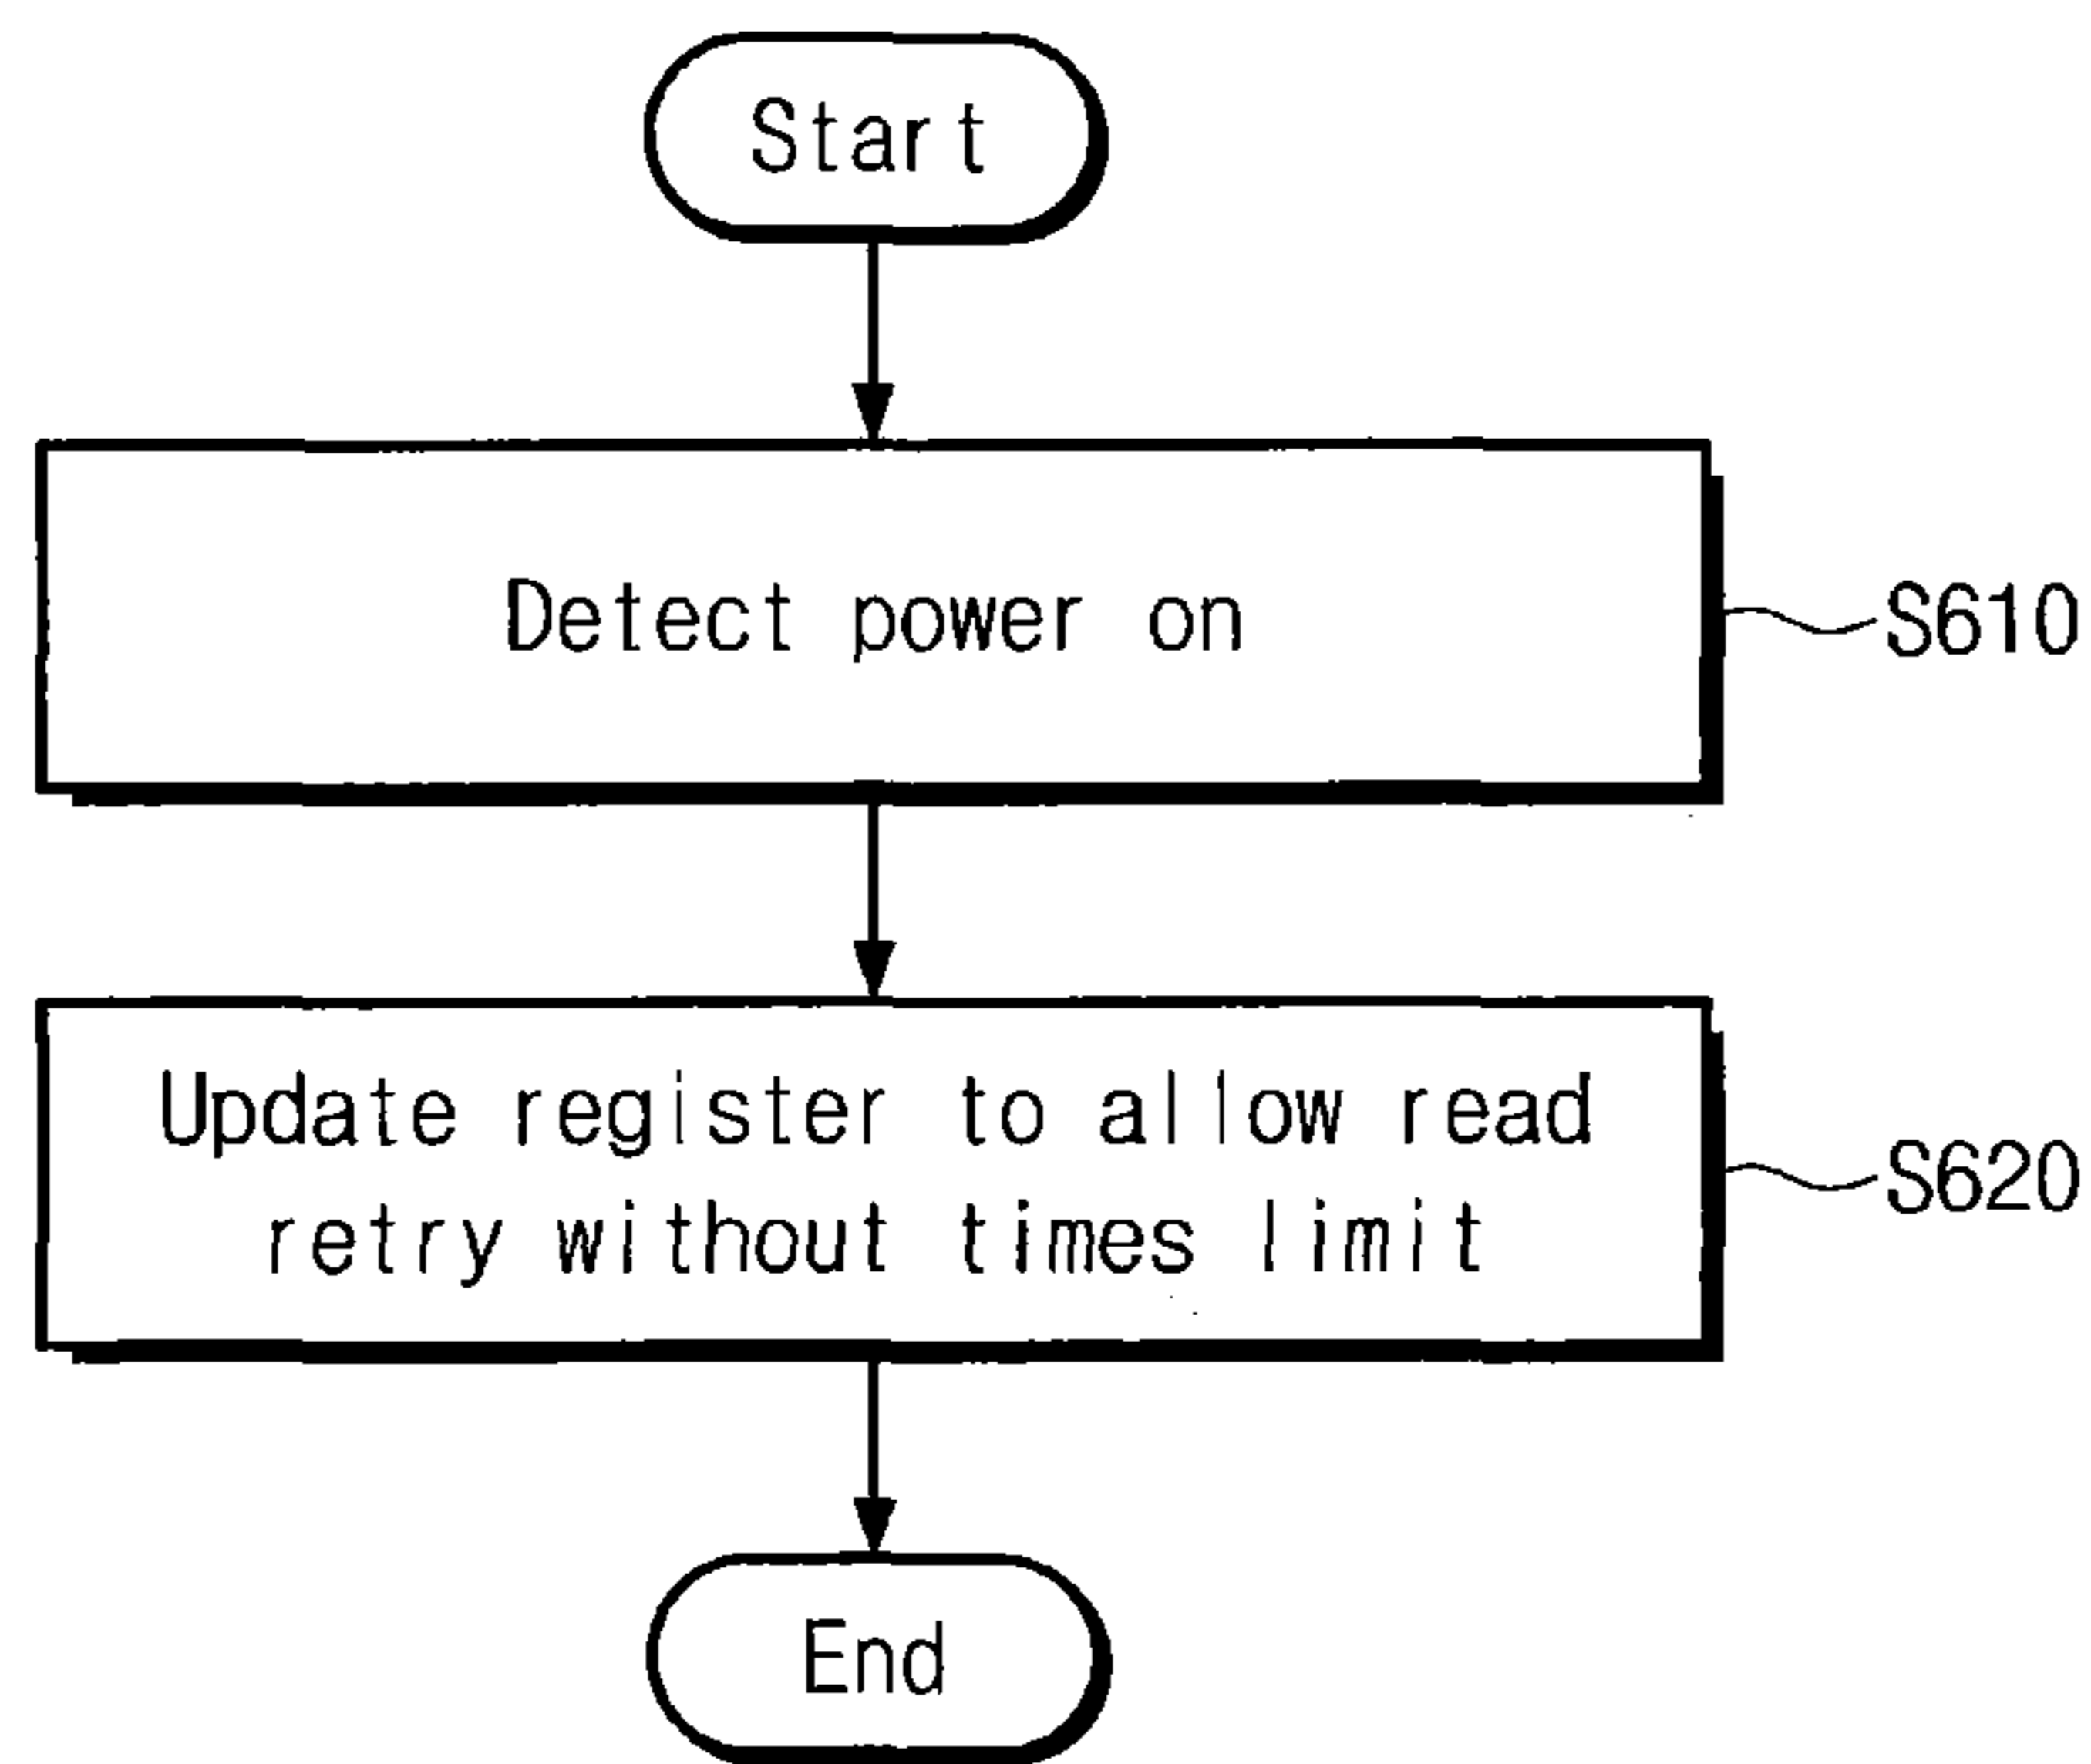 Start
Detect power on
S610
Update register to allow read
retry without times limit
S620
End